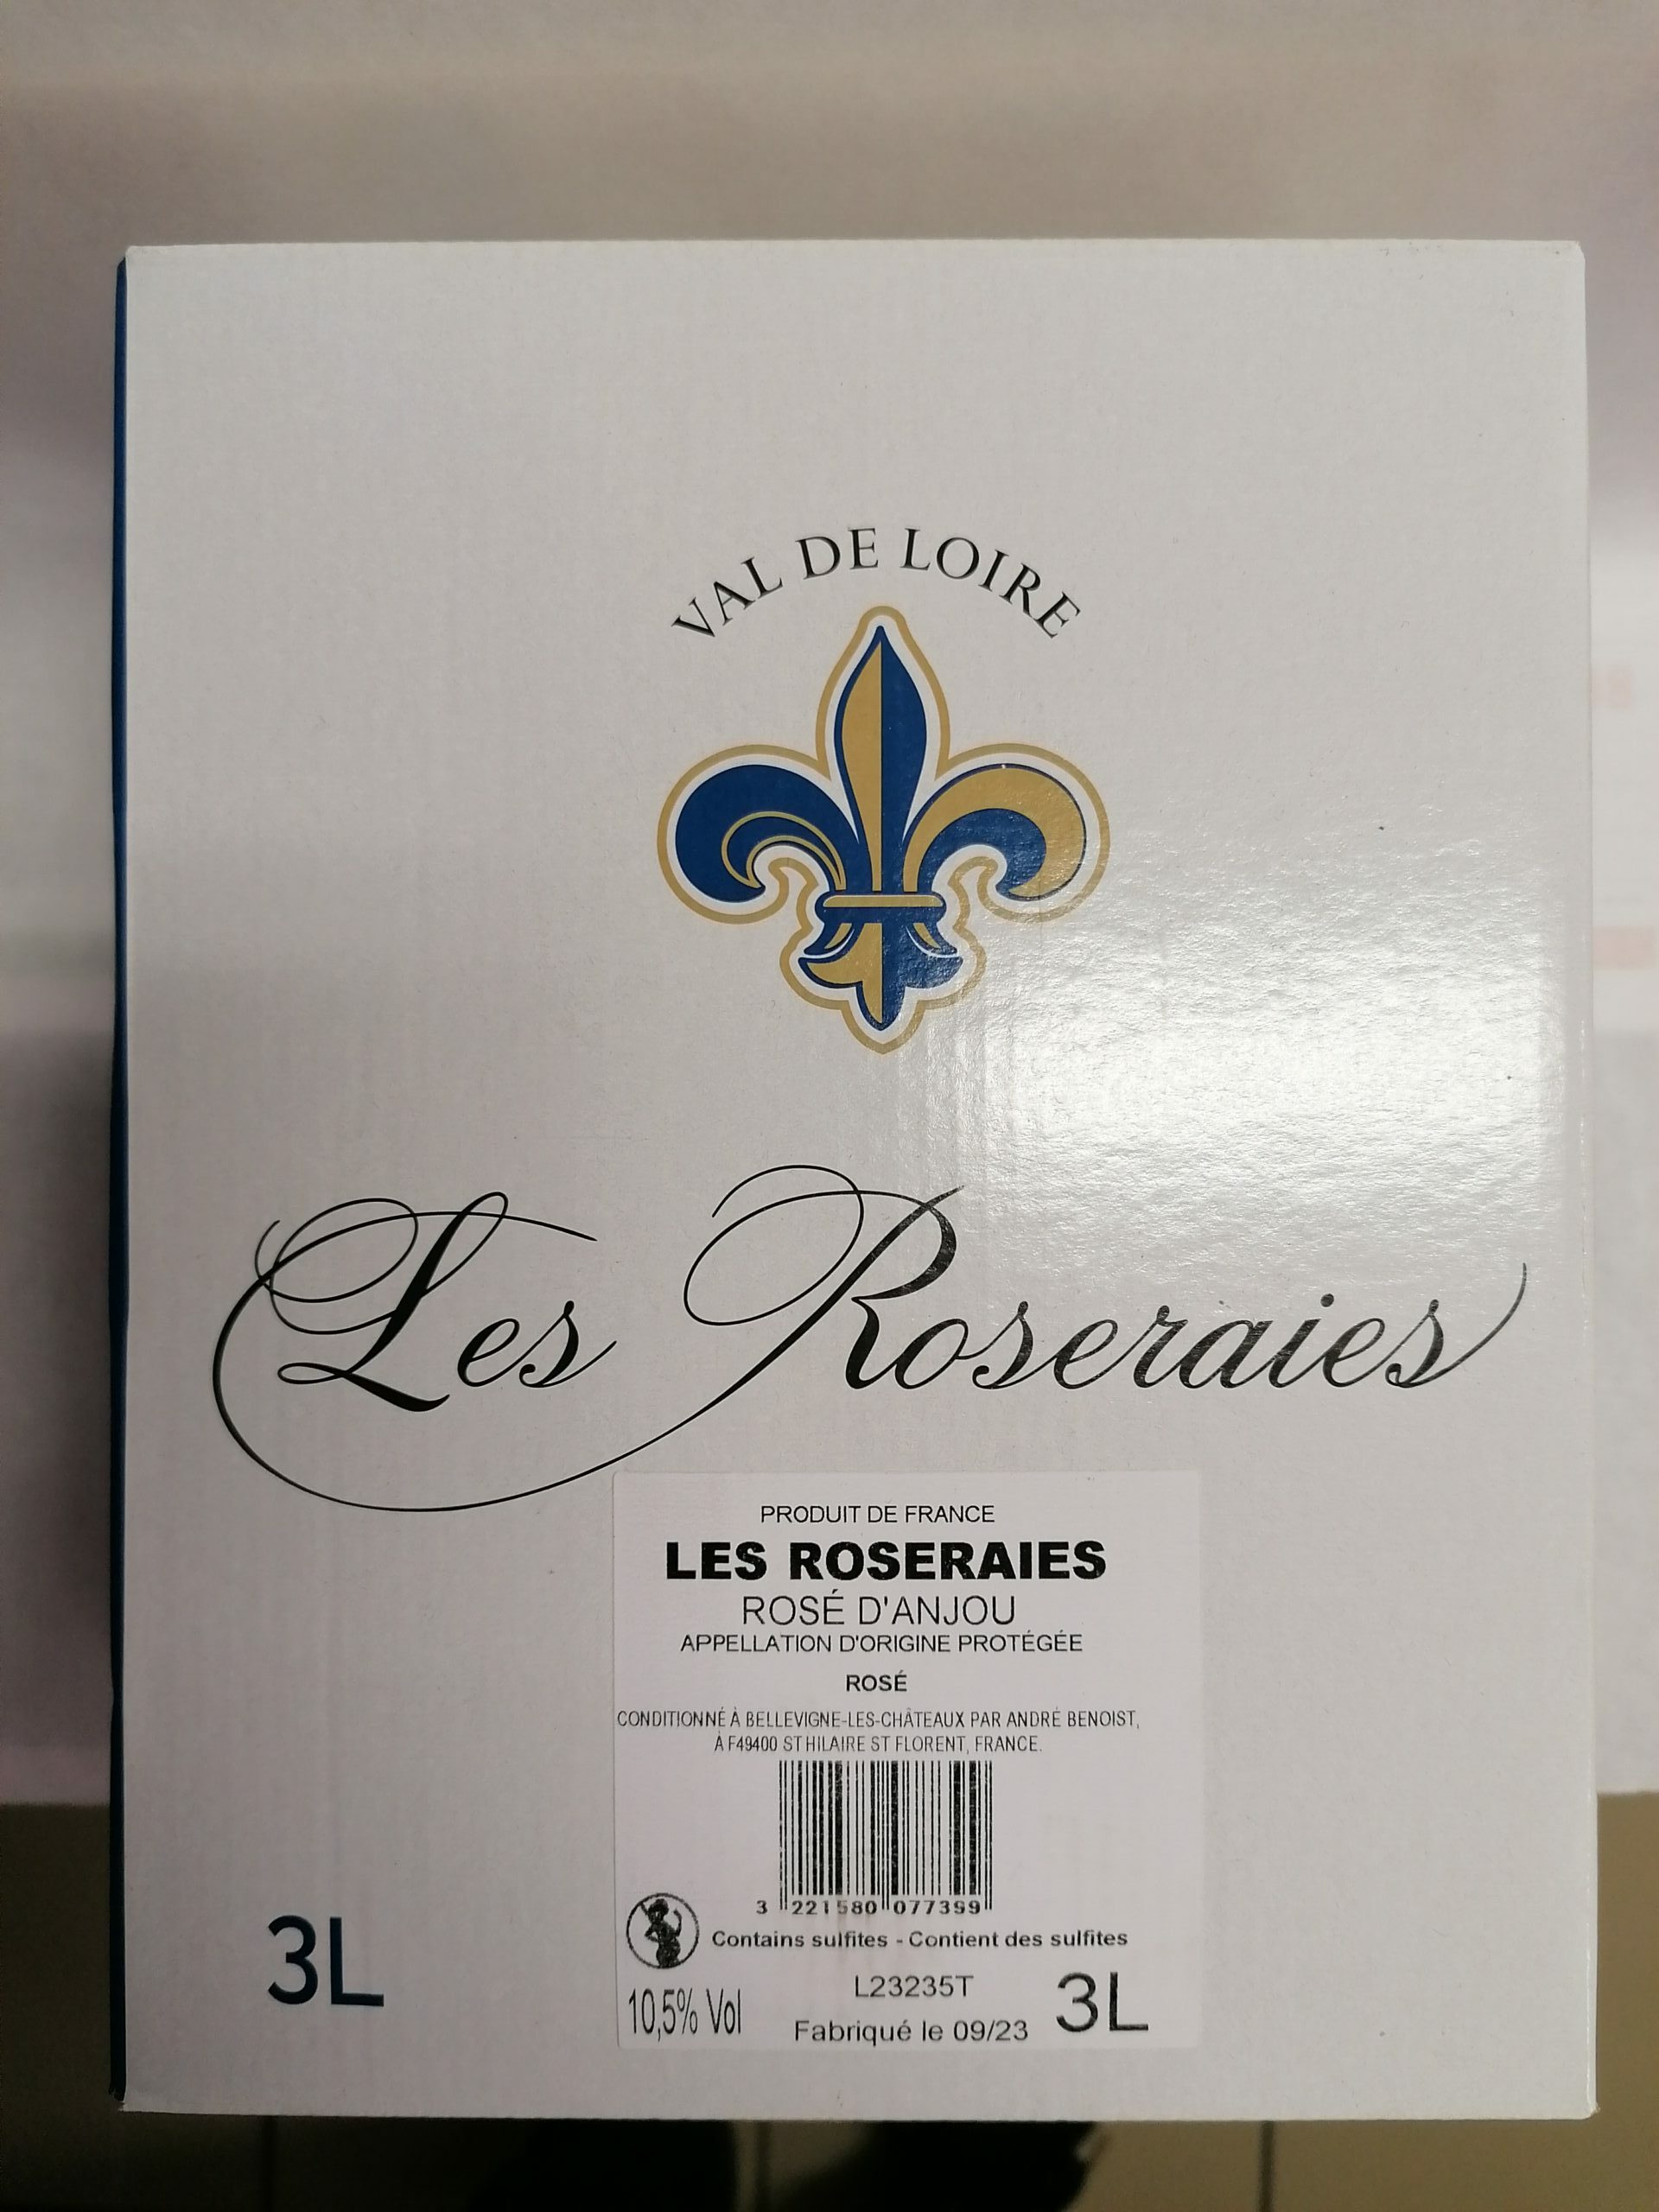 VAL DE LOIRE
Les Roseraies
PRODUIT DE FRANCE
LES ROSERAIES
ROSÉ D'ANJOU
APPELLATION D'ORIGINE PROTÉGÉE
ROSÉ
CONDITIONNÉ À BELLEVIGNE-LES-CHÂTEAUX PAR ANDRÉ BENOIST,
À F49400 ST HILAIRE ST FLORENT, FRANCE.
3 221580 077399
Contains sulfites - Contient des sulfites
3L
10,5% Vol
L23235T
Fabriqué le 09/23
3L